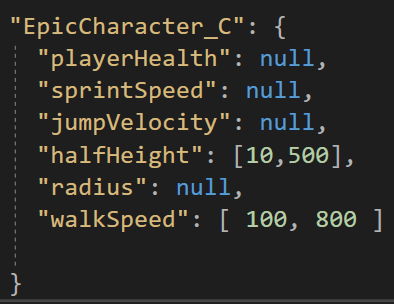 "EpicCharacter_C": {
"playerHealth": null,
"sprintSpeed": null,
"jumpVelocity": null,
"halfHeight": [10,500],
"radius": null,
"walkSpeed": [ 100, 800 ]
}